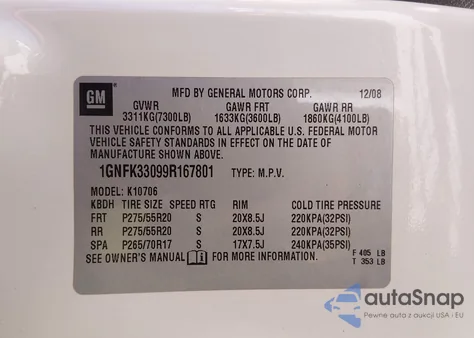 GM
MFD BY GENERAL MOTORS CORP. 12/08
GVWR GAWR FRT GAWR RR
3311KG(7300LB) 1633KG(3600LB) 1860KG(4100LB)
THIS VEHICLE CONFORMS TO ALL APPLICABLE U.S. FEDERAL MOTOR
VEHICLE SAFETY STANDARDS IN EFFECT ON THE DATE OF
MANUFACTURE SHOWN ABOVE.
1GNFK33099R167801 TYPE: M.P.V.
MODEL: K10706
KBDH TIRE SIZE SPEED RTG RIM COLD TIRE PRESSURE
FRT P275/55R20 S 20X8.5J 220KPA(32PSI)
RR P275/55R20 S 20X8.5J 220KPA(32PSI)
SPA P265/70R17 S 17X7.5J 240KPA(35PSI)
SEE OWNER'S MANUAL i FOR MORE INFORMATION.
F 405 LB
T 353 LB
autoSnap
Pewne auta z dostępem z USA i EU